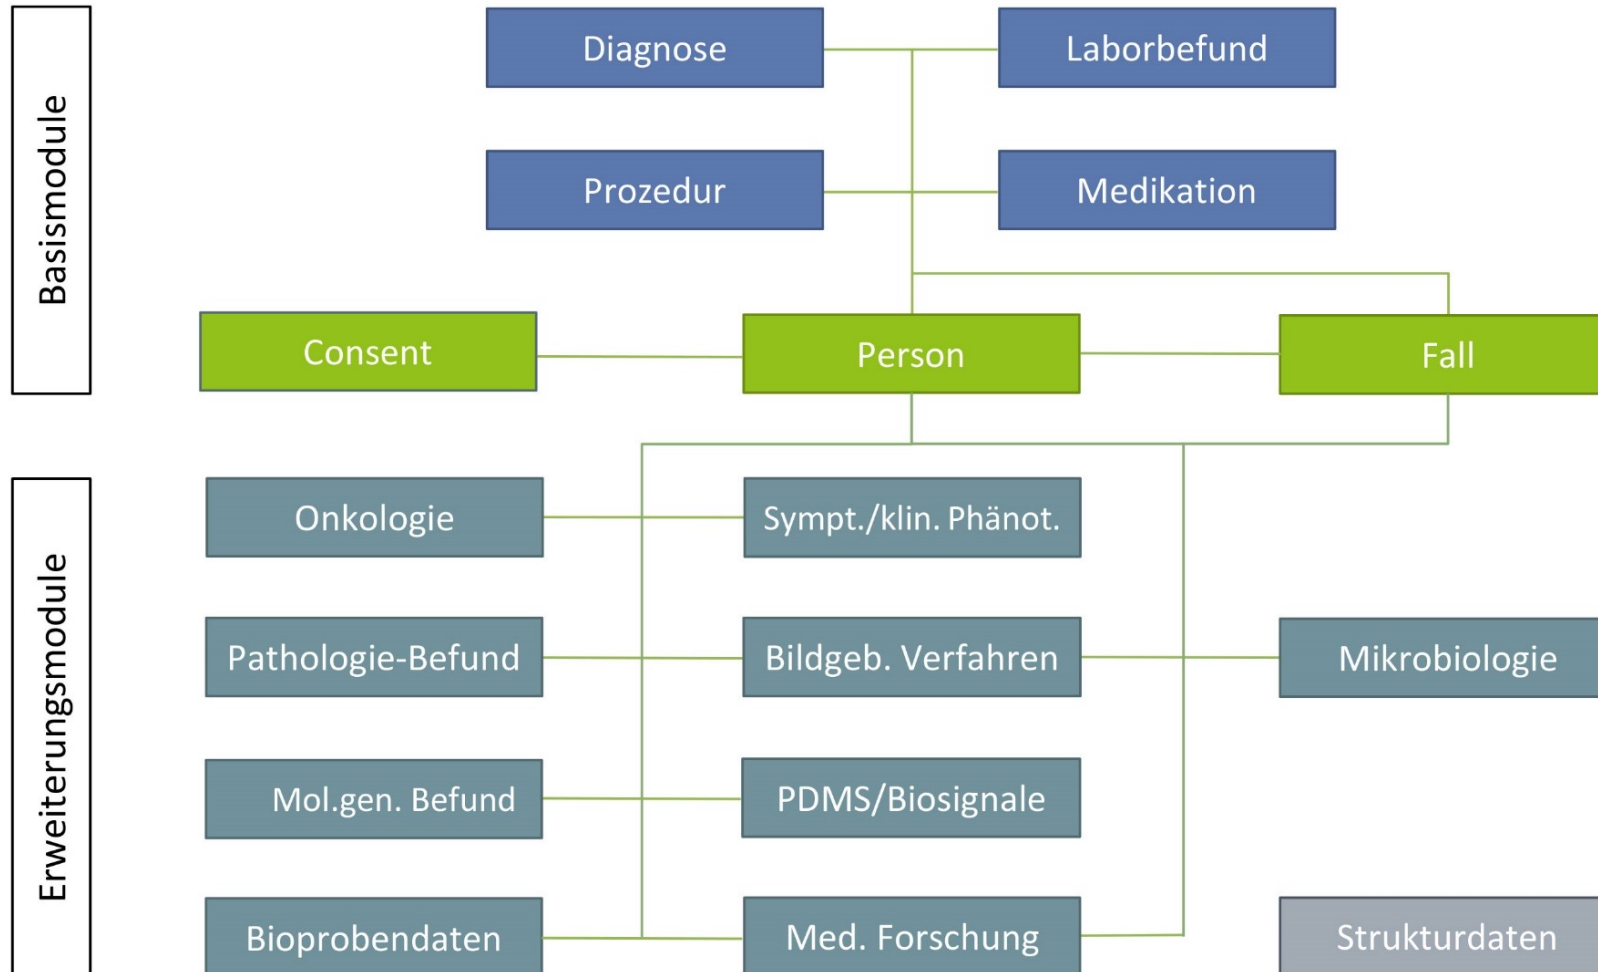 Basismodule
Diagnose
Laborbefund
Prozedur
Medikation
Consent
Person
Fall
Erweiterungsmodule
Onkologie
Sympt./klin. Phänot.
Pathologie-Befund
Bildgeb. Verfahren
Mikrobiologie
Mol.gen. Befund
PDMS/Biosignale
Bioprobendaten
Med. Forschung
Strukturdaten